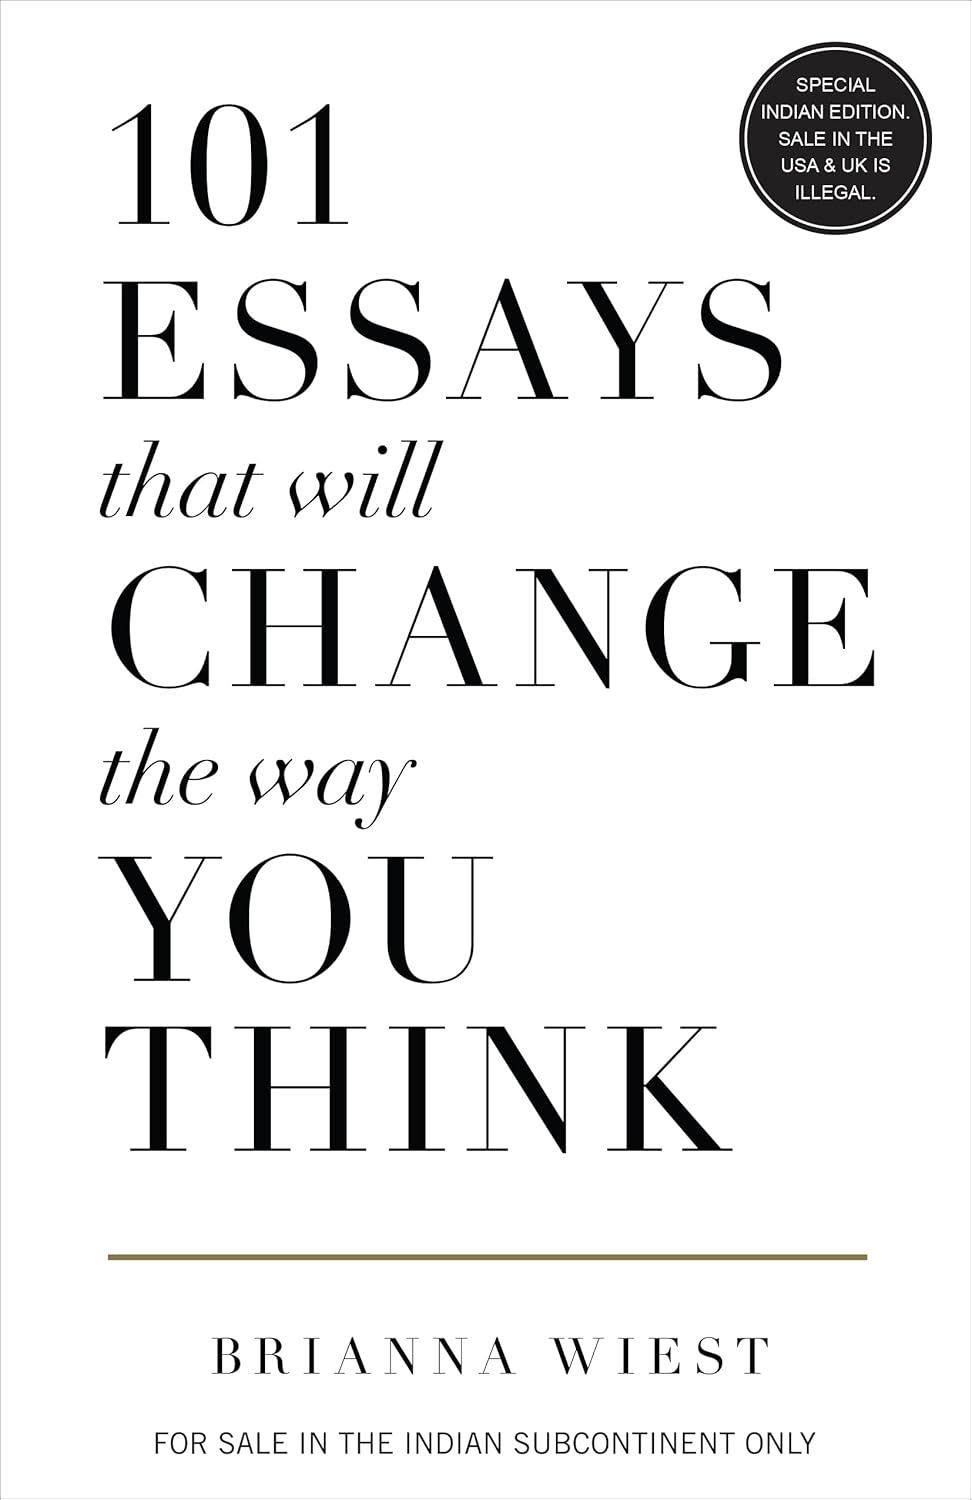 SPECIAL
INDIAN EDITION.
SALE IN THE
USA & UK IS
ILLEGAL.
101
ESSAYS
that will
CHANGE
the way
YOU
THINK
BRIANNA WIEST
FOR SALE IN THE INDIAN SUBCONTINENT ONLY